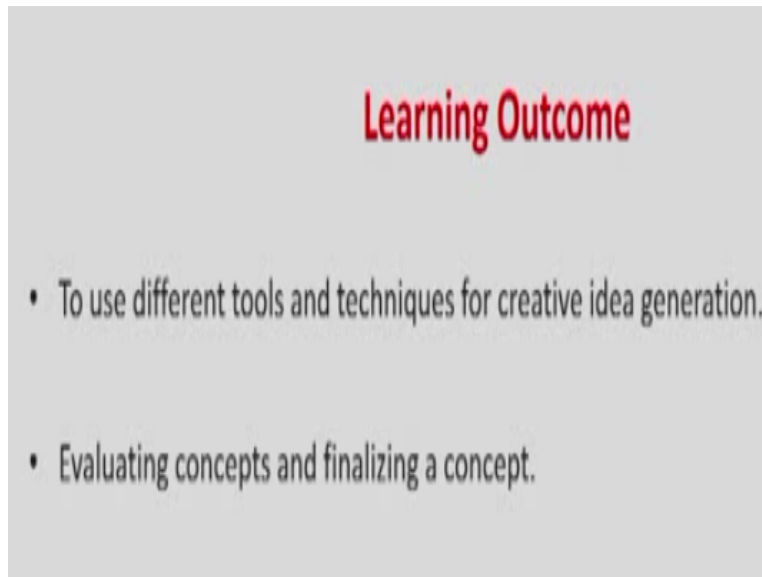 Learning Outcome
• To use different tools and techniques for creative idea generation.
• Evaluating concepts and finalizing a concept.